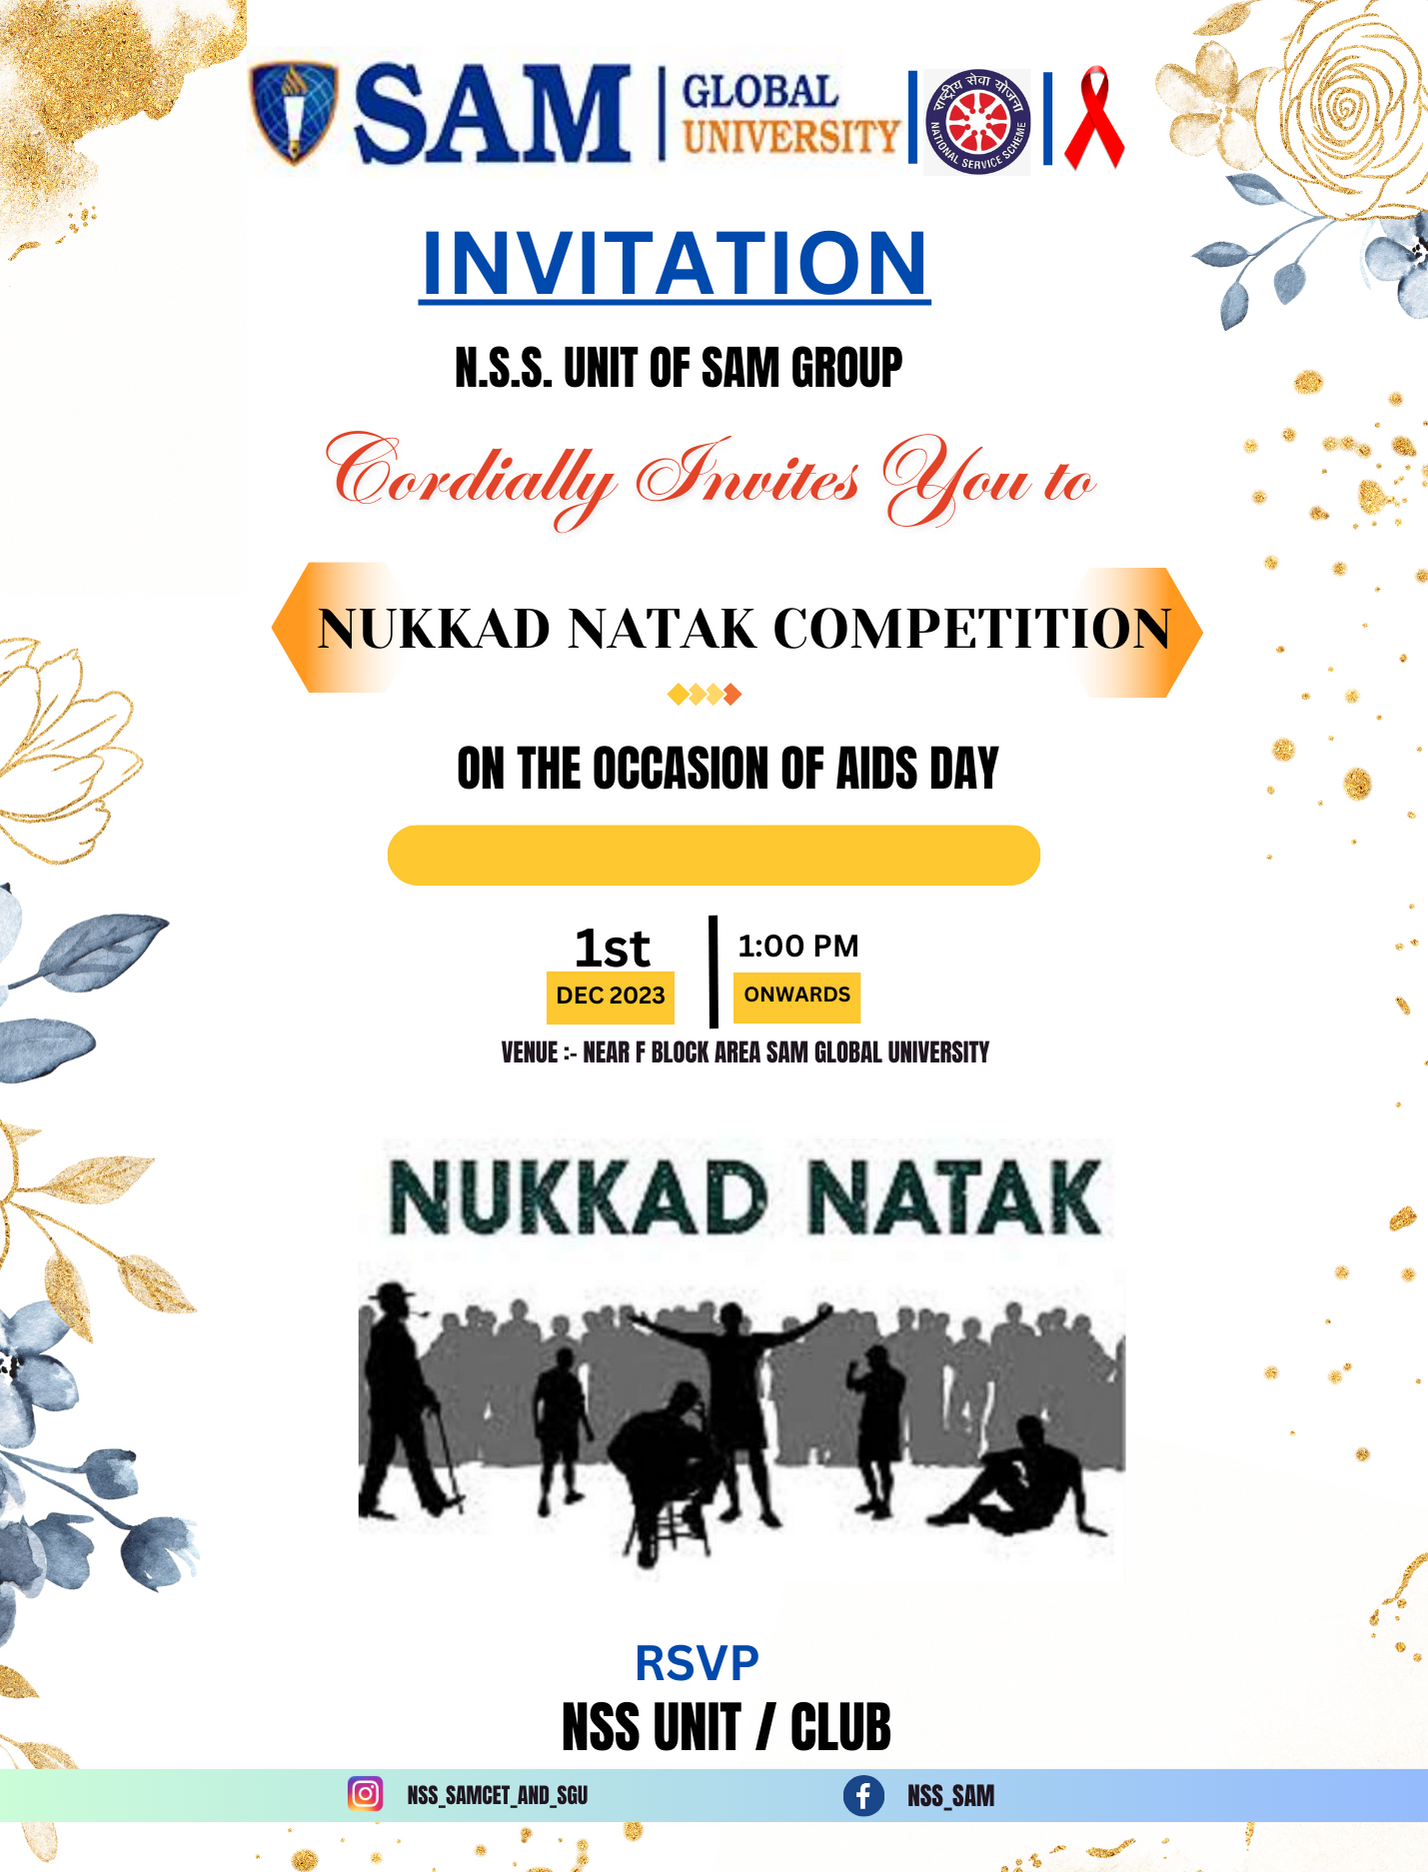 SAM
GLOBAL
UNIVERSITY
राष्ट्रीय सेवा योजना
NATIONAL SERVICE SCHEME
INVITATION
N.S.S. UNIT OF SAM GROUP
Cordially Invites You to
NUKKAD NATAK COMPETITION
ON THE OCCASION OF AIDS DAY
1st
DEC 2023
1:00 PM
ONWARDS
VENUE :- NEAR F BLOCK AREA SAM GLOBAL UNIVERSITY
NUKKAD NATAK
RSVP
NSS UNIT / CLUB
NSS_SAMCET_AND_SGU
NSS_SAM